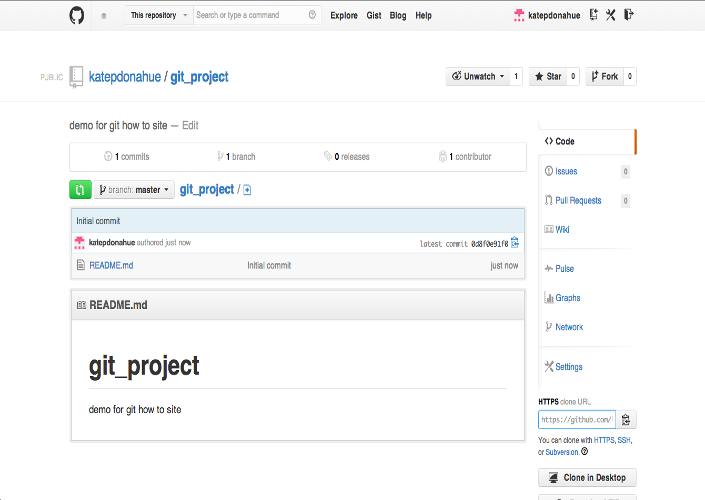 This repository Search or type a command Explore Gist Blog Help katepdonahue
PUBLIC katepdonahue / git_project Unwatch 1 Star 0 Fork 0
demo for git how to site — Edit
1 commits 1 branch 0 releases 1 contributor
branch: master git_project /
Initial commit
katepdonahue authored just now latest commit 0d8f0e91f0
README.md Initial commit just now
README.md
git_project
demo for git how to site
Code
Issues 0
Pull Requests 0
Wiki
Pulse
Graphs
Network
Settings
HTTPS clone URL
https://github.com/
You can clone with HTTPS, SSH,
or Subversion.
Clone in Desktop